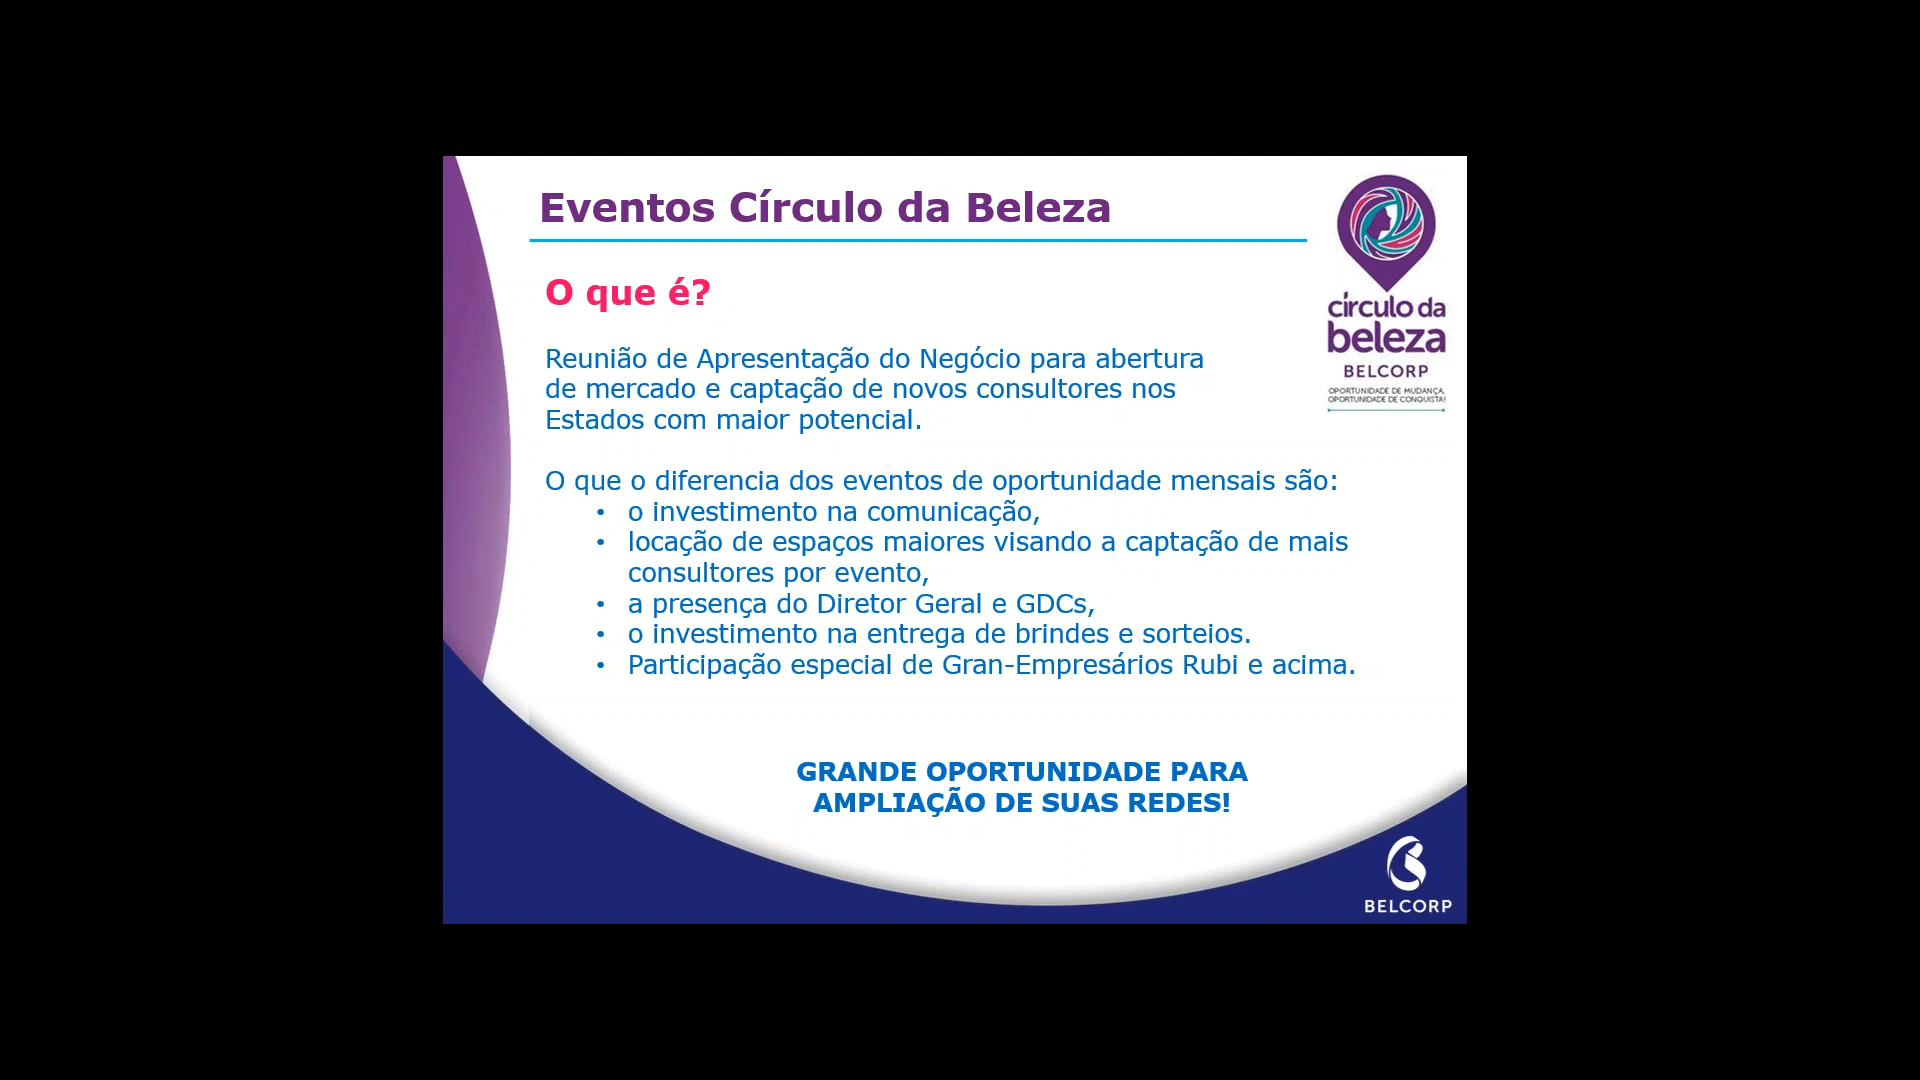 Eventos Círculo da Beleza
O que é?
Reunião de Apresentação do Negócio para abertura
de mercado e captação de novos consultores nos
Estados com maior potencial.
O que o diferencia dos eventos de oportunidade mensais são:
• o investimento na comunicação,
• locação de espaços maiores visando a captação de mais
consultores por evento,
• a presença do Diretor Geral e GDCs,
• o investimento na entrega de brindes e sorteios.
• Participação especial de Gran-Empresários Rubi e acima.
GRANDE OPORTUNIDADE PARA
AMPLIAÇÃO DE SUAS REDES!
círculo da
beleza
BELCORP
OPORTUNIDADE DE MUDANÇA,
OPORTUNIDADE DE CONQUISTA!
BELCORP